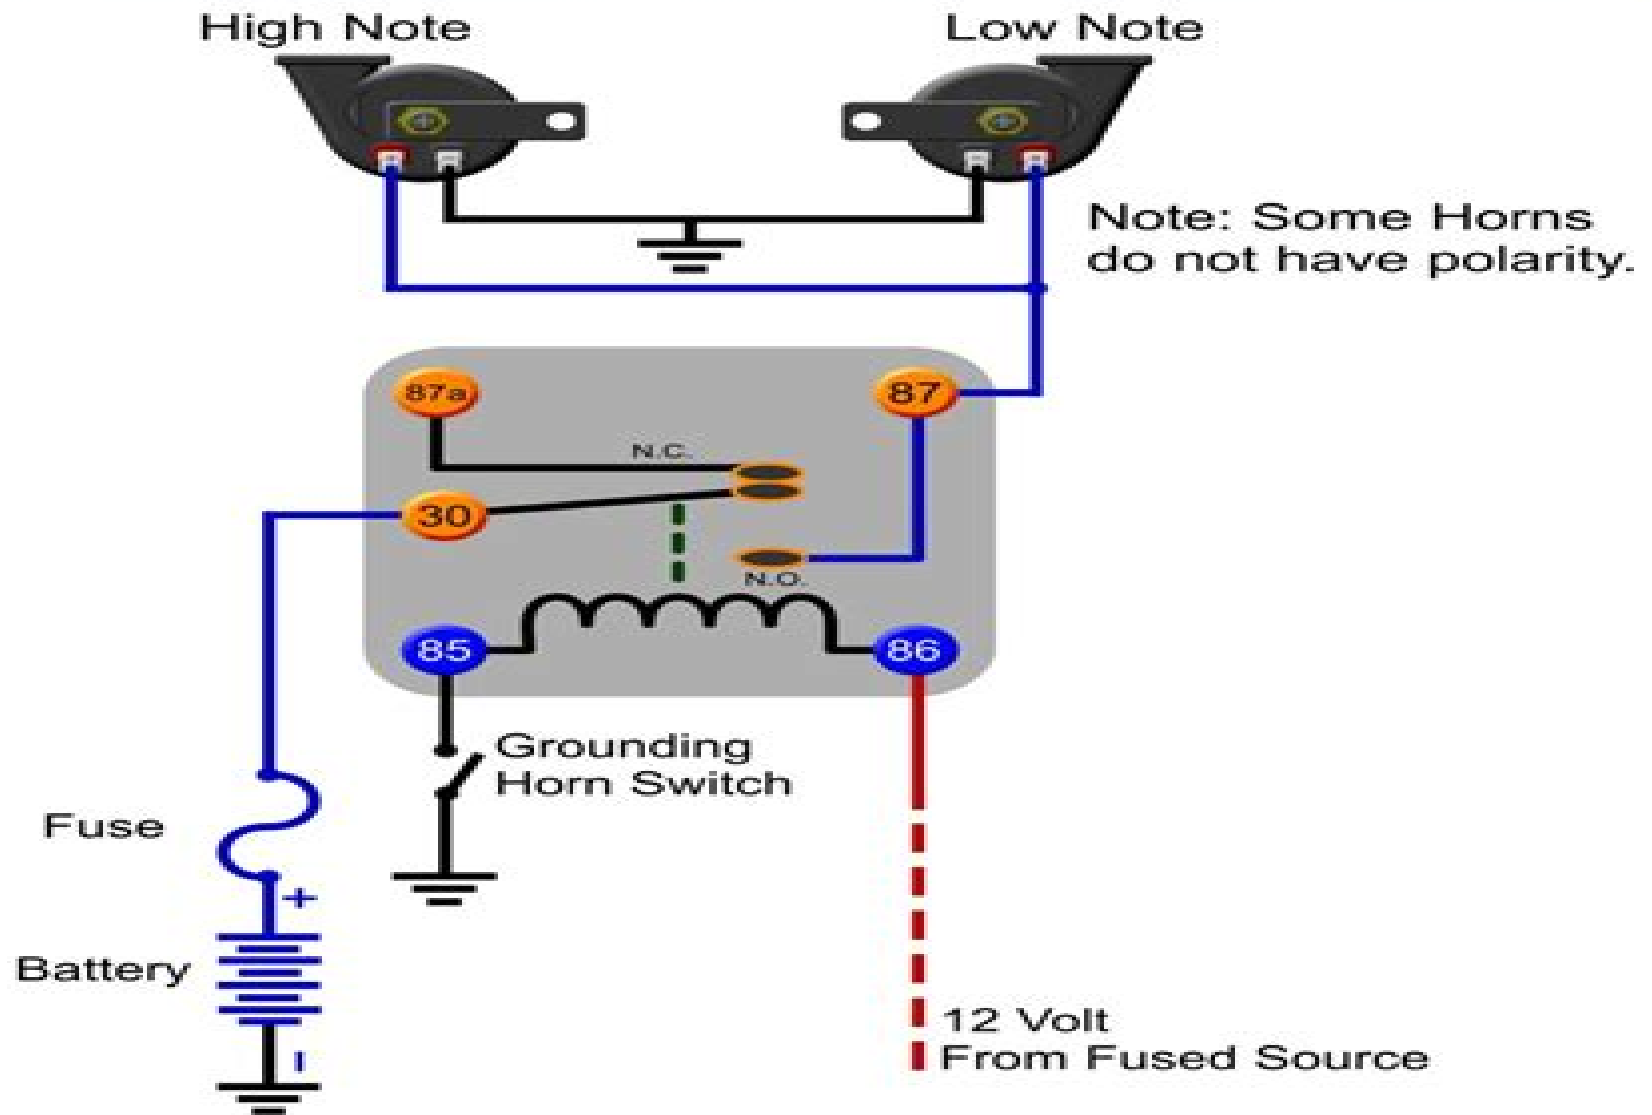 High Note
Low Note
Note: Some Horns
do not have polarity.
87a
87
N.C.
30
N.O.
85
86
Grounding
Horn Switch
Fuse
+
Battery
12 Volt
From Fused Source
-